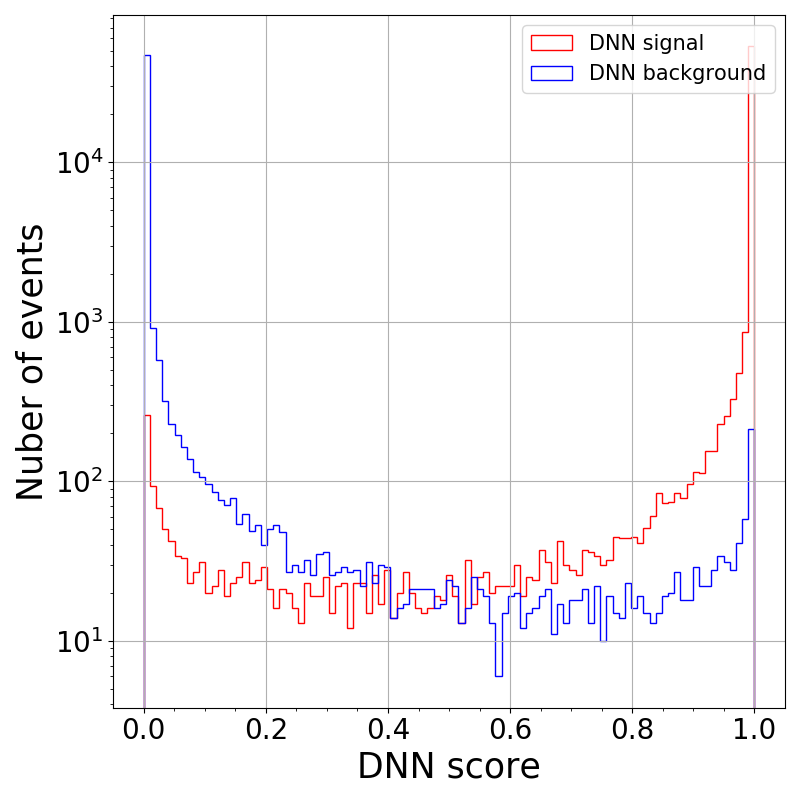 DNN signal
DNN background
10⁴
10³
10²
10¹
Nuber of events
0.0 0.2 0.4 0.6 0.8 1.0
DNN score